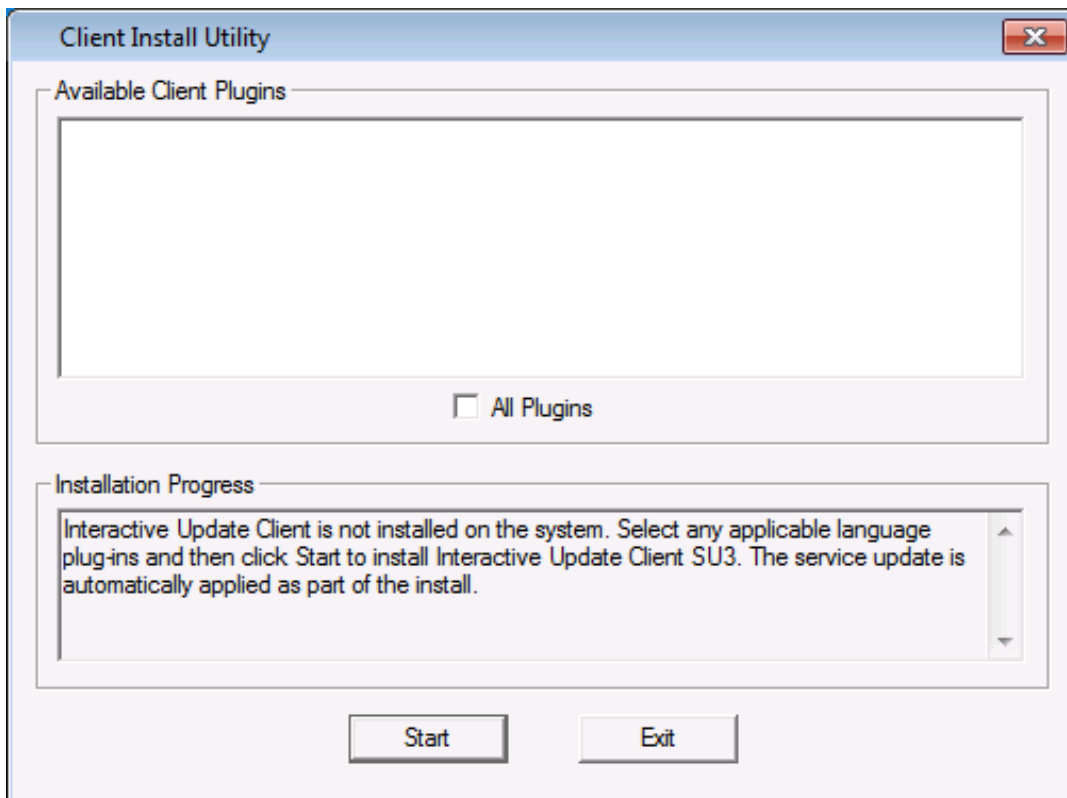 Client Install Utility
Available Client Plugins
All Plugins
Installation Progress
Interactive Update Client is not installed on the system. Select any applicable language
plug-ins and then click Start to install Interactive Update Client SU3. The service update is
automatically applied as part of the install.
Start
Exit